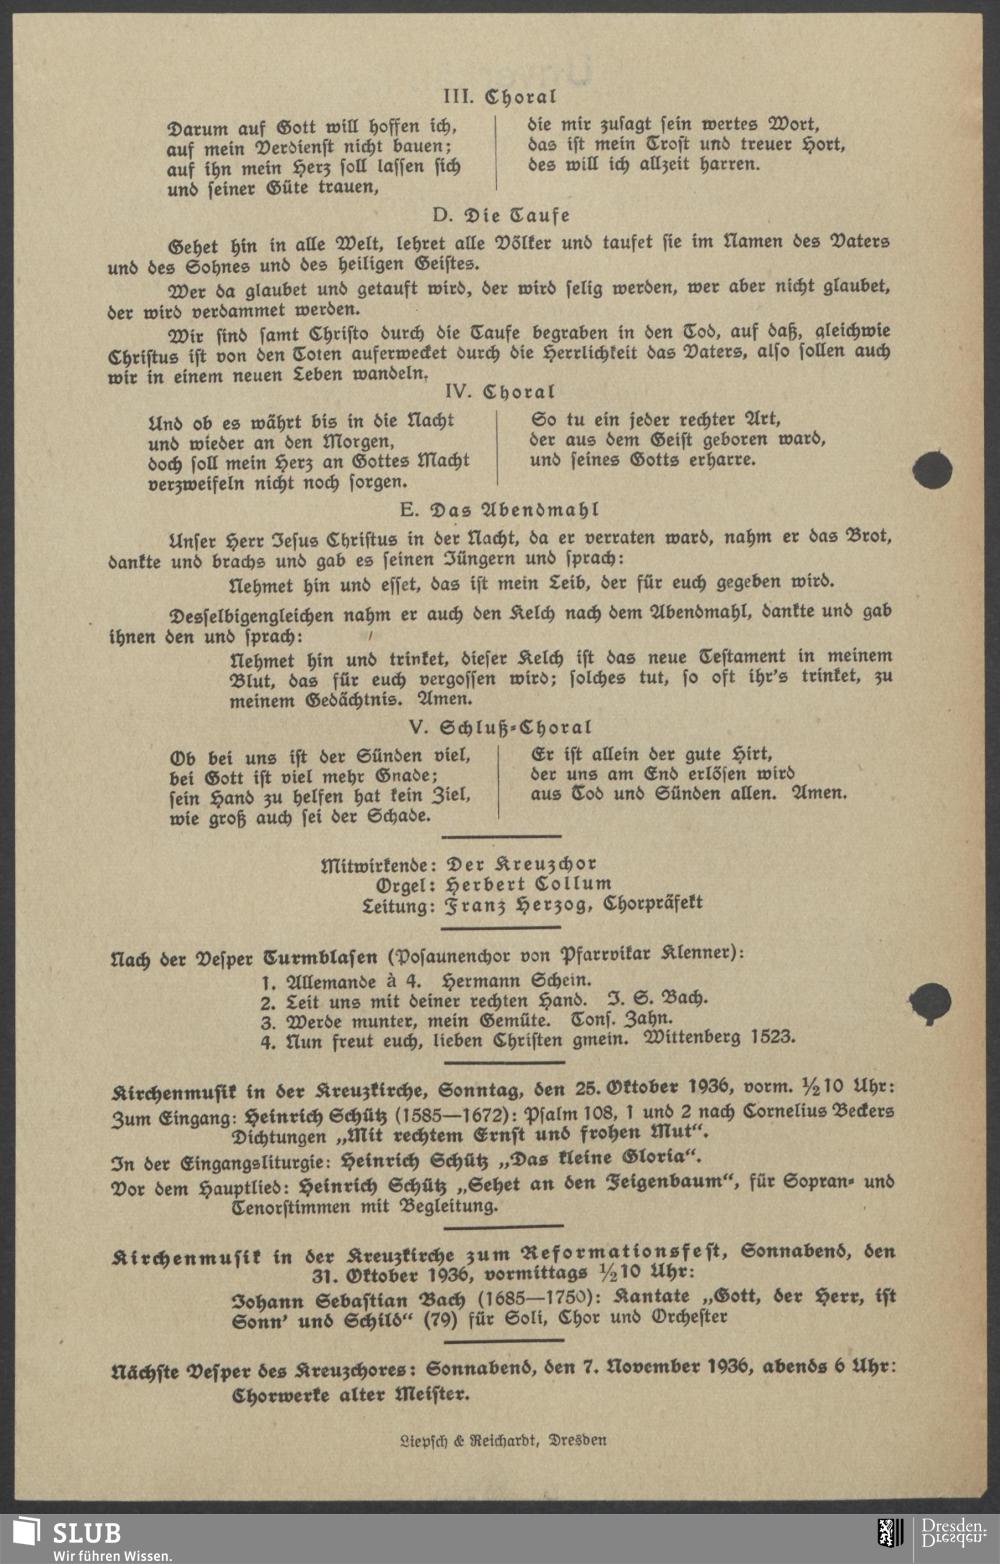 III. Choral
Darum auf Gott will hoffen ich,
auf mein Verdienst nicht bauen;
auf ihn mein Herz soll lassen sich
und seiner Güte trauen,
die mir zusagt sein wertes Wort,
das ist mein Trost und treuer Hort,
des will ich allzeit harren.
D. Die Taufe
Gehet hin in alle Welt, lehret alle Völker und taufet sie im Namen des Vaters
und des Sohnes und des heiligen Geistes.
Wer da glaubet und getauft wird, der wird selig werden, wer aber nicht glaubet,
der wird verdammet werden.
Wir sind samt Christo durch die Taufe begraben in den Tod, auf daß, gleichwie
Christus ist von den Toten auferwecket durch die Herrlichkeit das Vaters, also sollen auch
wir in einem neuen Leben wandeln.
IV. Choral
Und ob es währt bis in die Nacht
und wieder an den Morgen,
doch soll mein Herz an Gottes Macht
verzweifeln nicht noch sorgen.
So tu ein jeder rechter Art,
der aus dem Geist geboren ward,
und seines Gotts erharre.
E. Das Abendmahl
Unser Herr Jesus Christus in der Nacht, da er verraten ward, nahm er das Brot,
dankte und brachs und gab es seinen Jüngern und sprach:
Nehmet hin und esset, das ist mein Leib, der für euch gegeben wird.
Desselbigengleichen nahm er auch den Kelch nach dem Abendmahl, dankte und gab
ihnen den und sprach:
Nehmet hin und trinket, dieser Kelch ist das neue Testament in meinem
Blut, das für euch vergossen wird; solches tut, so oft ihr's trinket, zu
meinem Gedächtnis. Amen.
V. Schluß-Choral
Ob bei uns ist der Sünden viel,
bei Gott ist viel mehr Gnade;
sein Hand zu helfen hat kein Ziel,
wie groß auch sei der Schade.
Er ist allein der gute Hirt,
der uns am End erlösen wird
aus Tod und Sünden allen. Amen.
Mitwirkende: Der Kreuzchor
Orgel: Herbert Collum
Leitung: Franz Herzog, Chorpräfekt
Nach der Vesper Turmblasen (Posaunenchor von Pfarrvikar Klenner):
1. Allemande à 4. Hermann Schein.
2. Leit uns mit deiner rechten Hand. J. S. Bach.
3. Werde munter, mein Gemüte. Tons. Zahn.
4. Nun freut euch, lieben Christen gmein. Wittenberg 1523.
Kirchenmusik in der Kreuzkirche, Sonntag, den 25. Oktober 1936, vorm. ½10 Uhr:
Zum Eingang: Heinrich Schütz (1585—1672): Psalm 108, 1 und 2 nach Cornelius Beckers
Dichtungen „Mit rechtem Ernst und frohen Mut“.
In der Eingangsliturgie: Heinrich Schütz „Das kleine Gloria“.
Vor dem Hauptlied: Heinrich Schütz „Sehet an den Feigenbaum“, für Sopran- und
Tenorstimmen mit Begleitung.
Kirchenmusik in der Kreuzkirche zum Reformationsfest, Sonnabend, den
31. Oktober 1936, vormittags ½10 Uhr:
Johann Sebastian Bach (1685—1750): Kantate „Gott, der Herr, ist
Sonn' und Schild“ (79) für Soli, Chor und Orchester
Nächste Vesper des Kreuzchores: Sonnabend, den 7. November 1936, abends 6 Uhr:
Chorwerke alter Meister.
Liepsch & Reichardt, Dresden
SLUB
Wir führen Wissen.
Dresden.
Dresden.